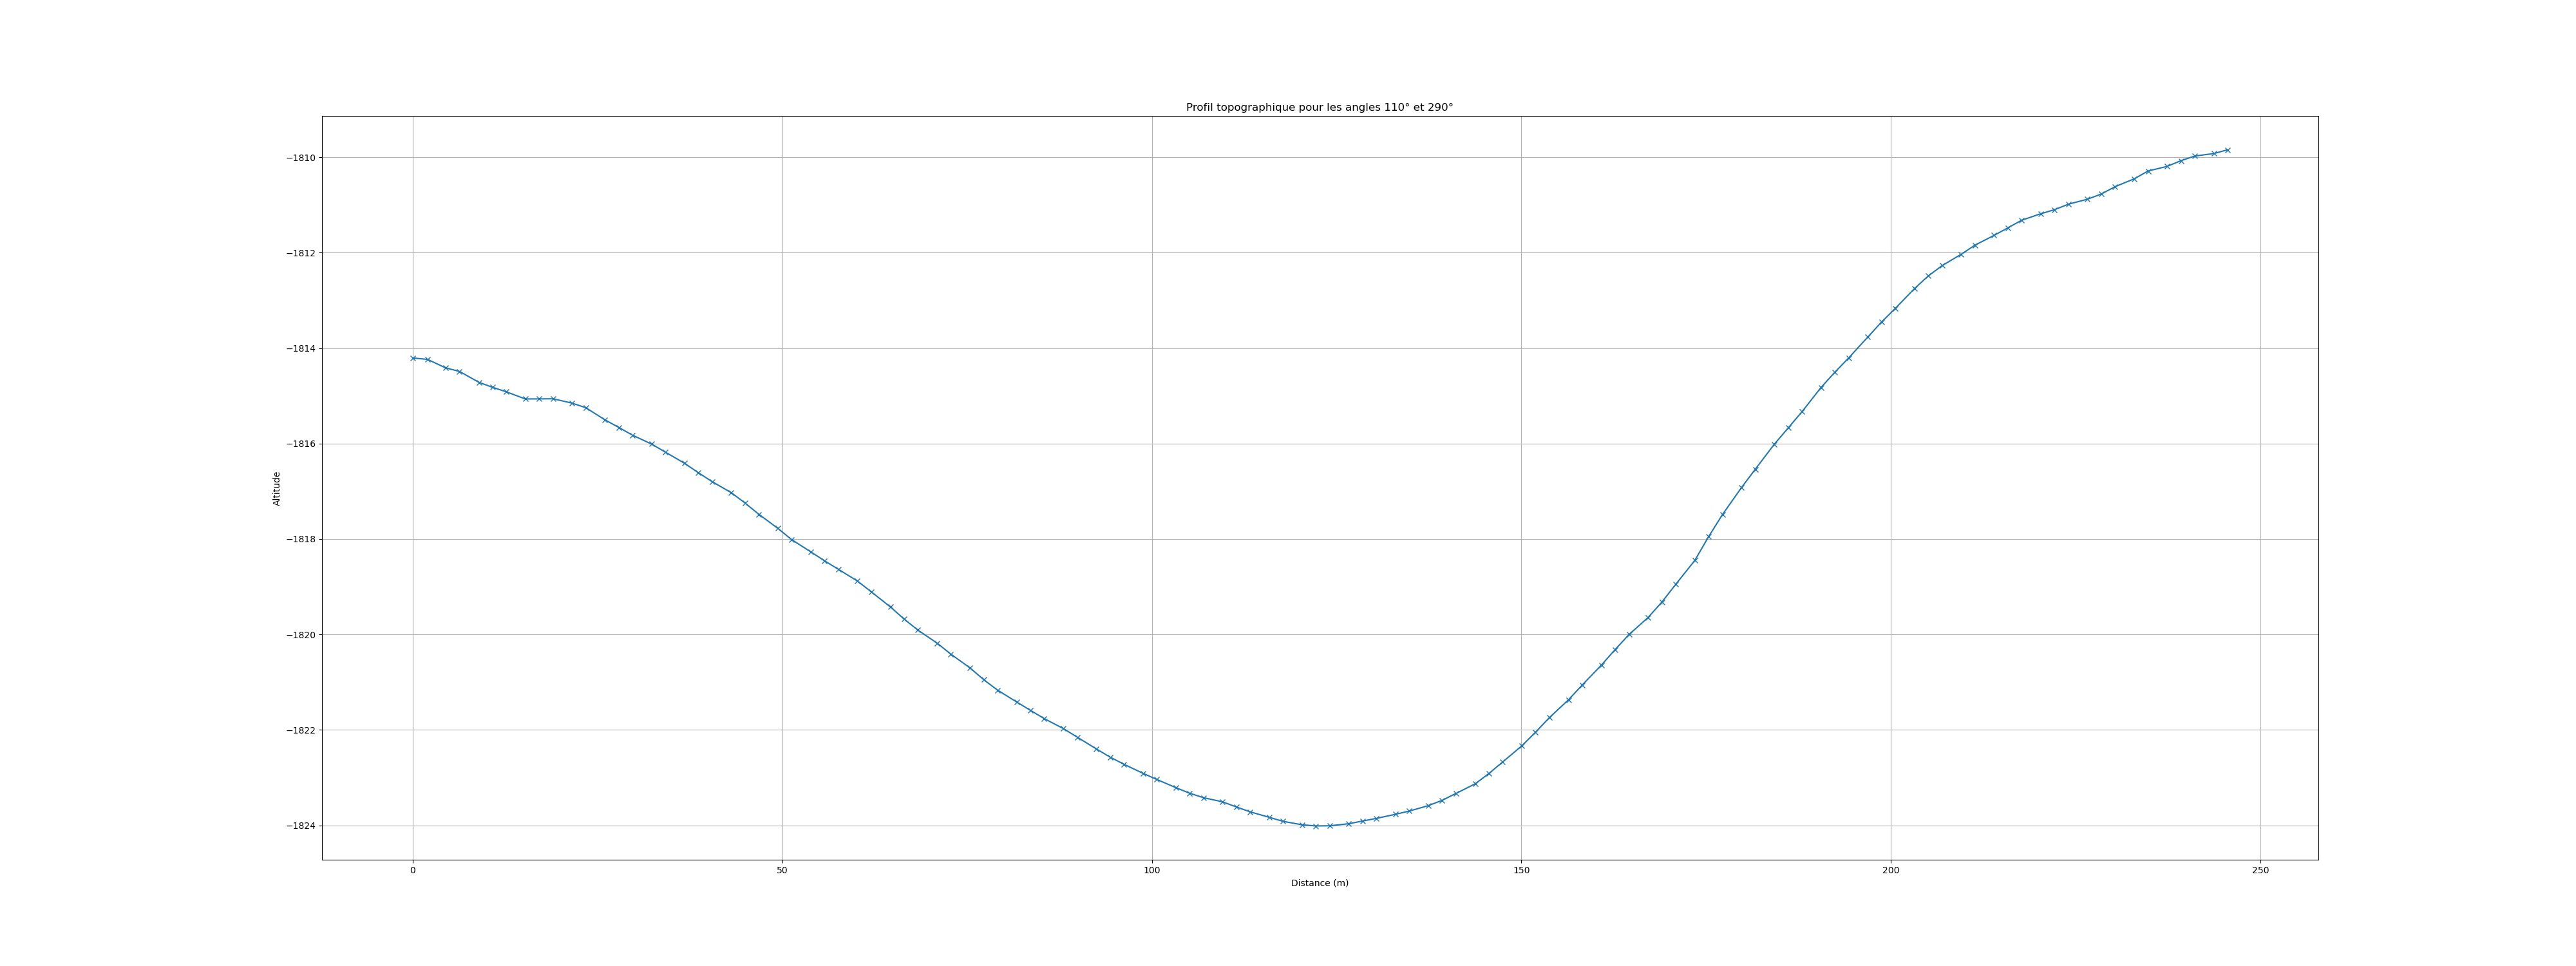 Profil topographique pour les angles 110° et 290°
−1810
−1812
−1814
−1816
−1818
−1820
−1822
−1824
Altitude
0 50 100 150 200 250
Distance (m)